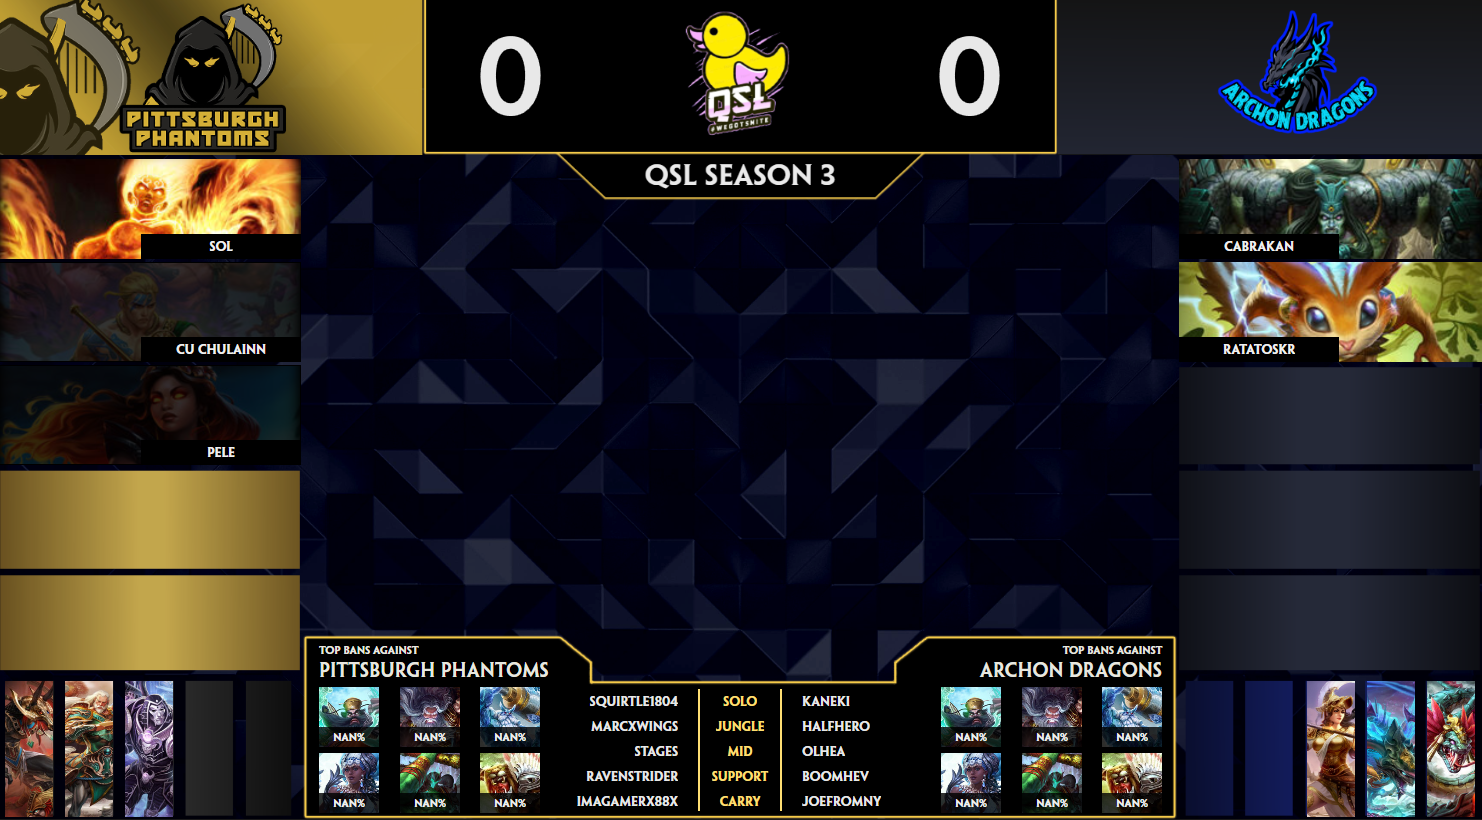 PITTSBURGH
PHANTOMS
0
QSL
#WEGOTSMITE
0
ARCHON DRAGONS
QSL SEASON 3
SOL
CU CHULAINN
PELE
CABRAKAN
RATATOSKR
TOP BANS AGAINST
PITTSBURGH PHANTOMS
NAN% NAN% NAN%
NAN% NAN% NAN%
SQUIRTLE1804 SOLO KANEKI
MARCXWINGS JUNGLE HALFHERO
STAGES MID OLHEA
RAVENSTRIDER SUPPORT BOOMHEV
IMAGAMERX88X CARRY JOEFROMNY
TOP BANS AGAINST
ARCHON DRAGONS
NAN% NAN% NAN%
NAN% NAN% NAN%